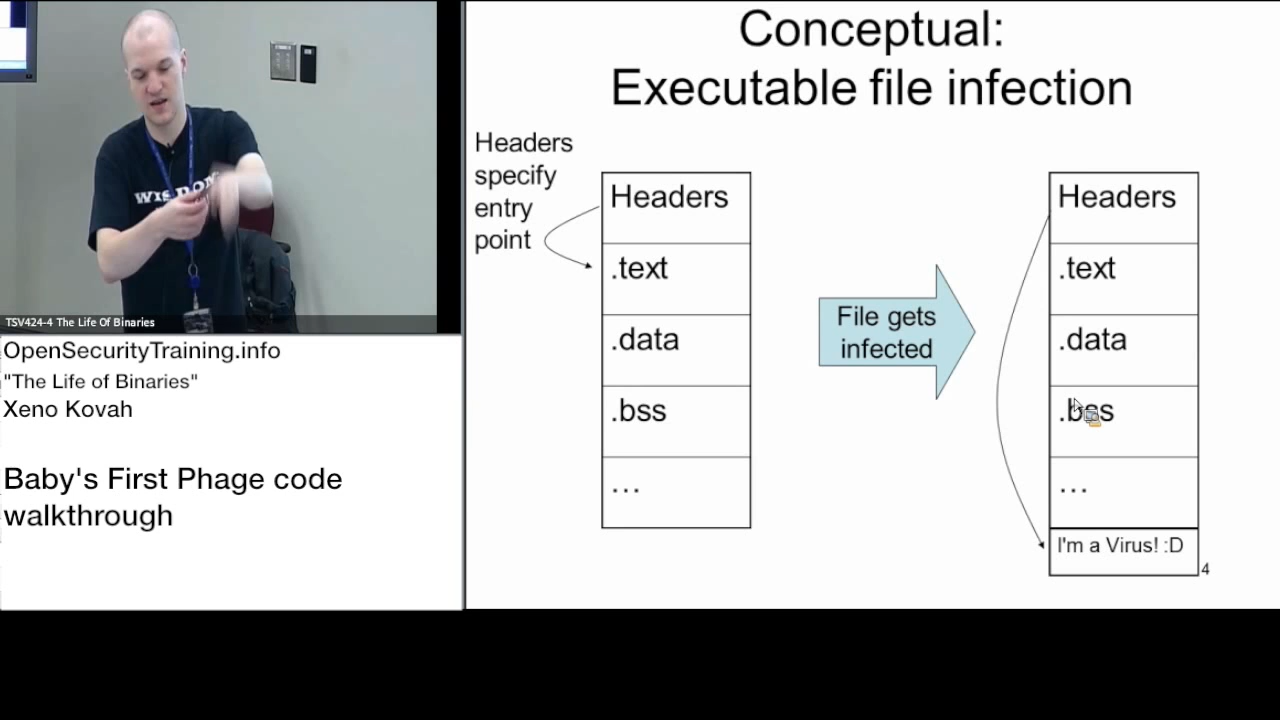 WISDOM
TSV424-4 The Life Of Binaries
OpenSecurityTraining.info
"The Life of Binaries"
Xeno Kovah
Baby's First Phage code
walkthrough
Conceptual:
Executable file infection
Headers
specify
entry
point
Headers
.text
.data
.bss
...
File gets
infected
Headers
.text
.data
.bss
...
I'm a Virus! :D
4